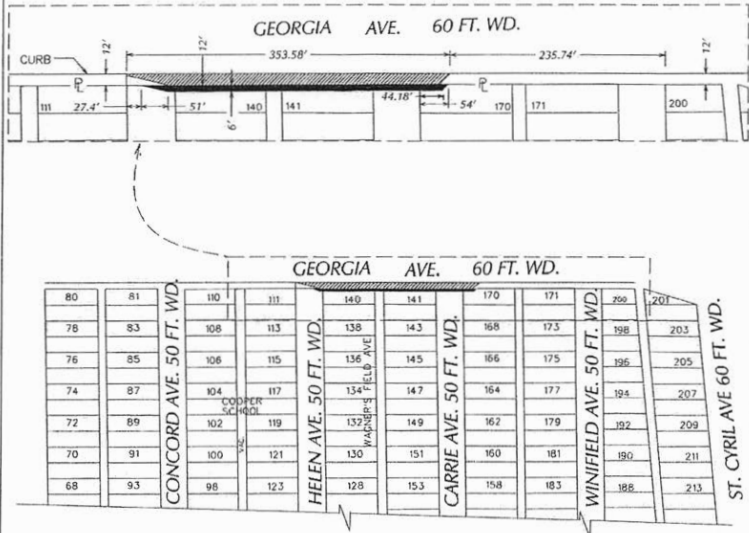 GEORGIA AVE. 60 FT. WD.
353.58'
235.74'
CURB
12'
12'
12'
PL
PL
111
27.4'
51'
6'
140
141
44.18'
54'
170
171
200
GEORGIA AVE. 60 FT. WD.
80 81 110 111 140 141 170 171 200 201
78 83 108 113 138 143 168 173 198 203
76 85 106 115 136 145 166 175 196 205
74 87 104 117 134 147 164 177 194 207
72 89 102 119 132 149 162 179 192 209
70 91 100 121 130 151 160 181 190 211
68 93 98 123 128 153 158 183 188 213
CONCORD AVE. 50 FT. WD.
COOPER
SCHOOL
VAC.
HELEN AVE. 50 FT. WD.
WAGNER'S FIELD AVE
CARRIE AVE. 50 FT. WD.
WINIFIELD AVE. 50 FT. WD.
ST. CYRIL AVE 60 FT. WD.